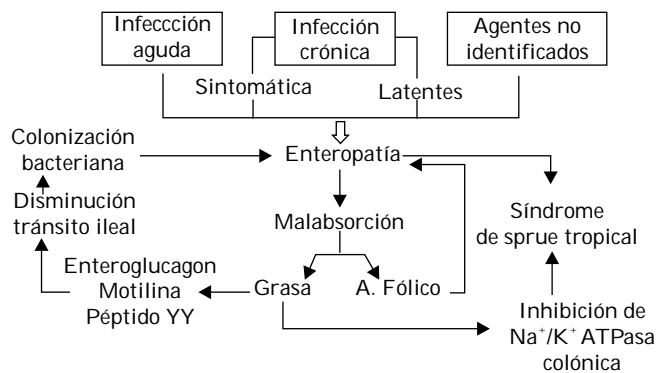 Infeccción
aguda
Infección
crónica
Agentes no
identificados
Sintomática
Latentes
Colonización
bacteriana
Enteropatía
Disminución
tránsito ileal
Malabsorción
Síndrome
de sprue tropical
Enteroglucagon
Motilina
Péptido YY
Grasa
A. Fólico
Inhibición de
Na⁺/K⁺ ATPasa
colónica